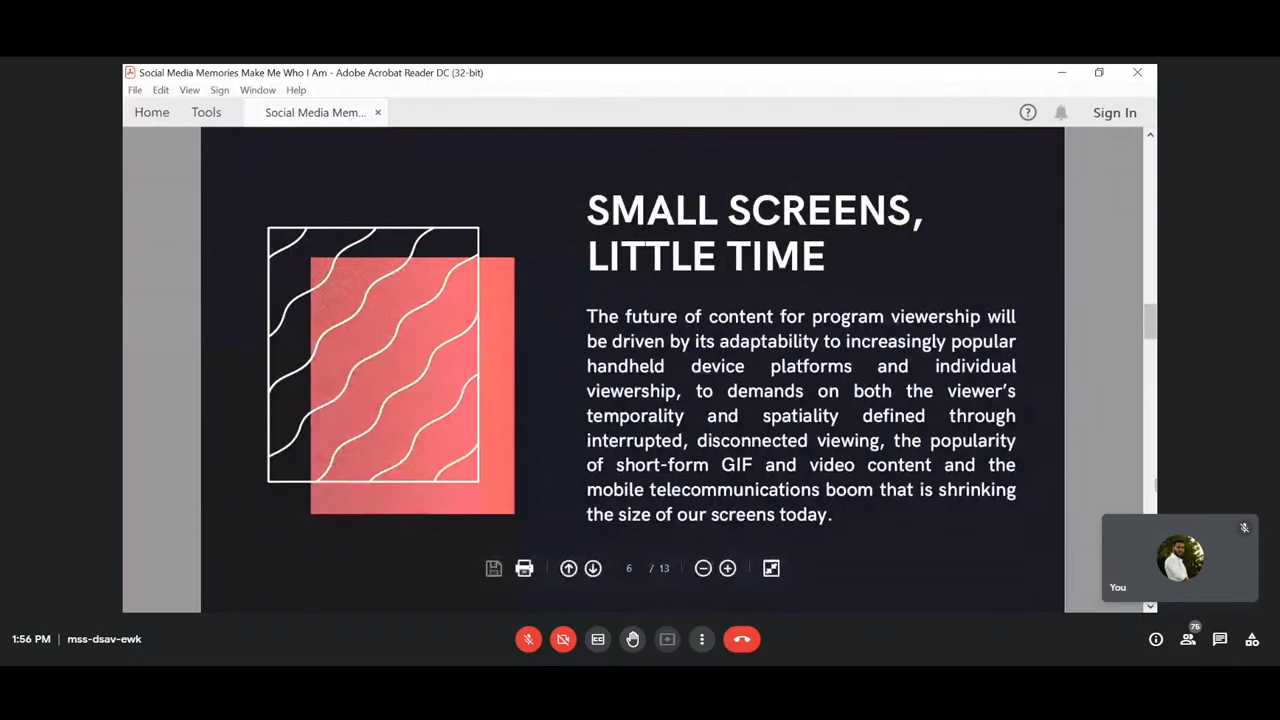 Social Media Memories Make Me Who I Am - Adobe Acrobat Reader DC (32-bit)
File Edit View Sign Window Help
Home Tools Social Media Mem... × Sign In
SMALL SCREENS,
LITTLE TIME
The future of content for program viewership will
be driven by its adaptability to increasingly popular
handheld device platforms and individual
viewership, to demands on both the viewer's
temporality and spatiality defined through
interrupted, disconnected viewing, the popularity
of short-form GIF and video content and the
mobile telecommunications boom that is shrinking
the size of our screens today.
6 / 13
You
1:56 PM | mss-dsav-ewk
75